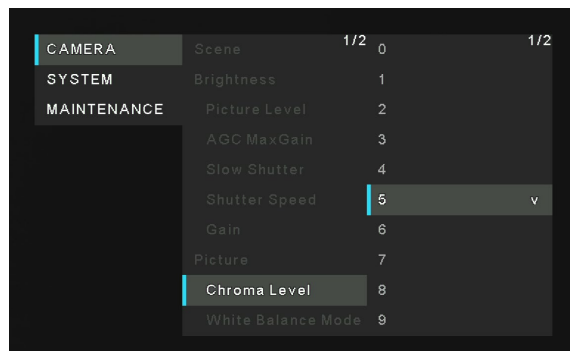 CAMERA
SYSTEM
MAINTENANCE
1/2
Scene
Brightness
Picture Level
AGC MaxGain
Slow Shutter
Shutter Speed
Gain
Picture
Chroma Level
White Balance Mode
1/2
0
1
2
3
4
5 v
6
7
8
9